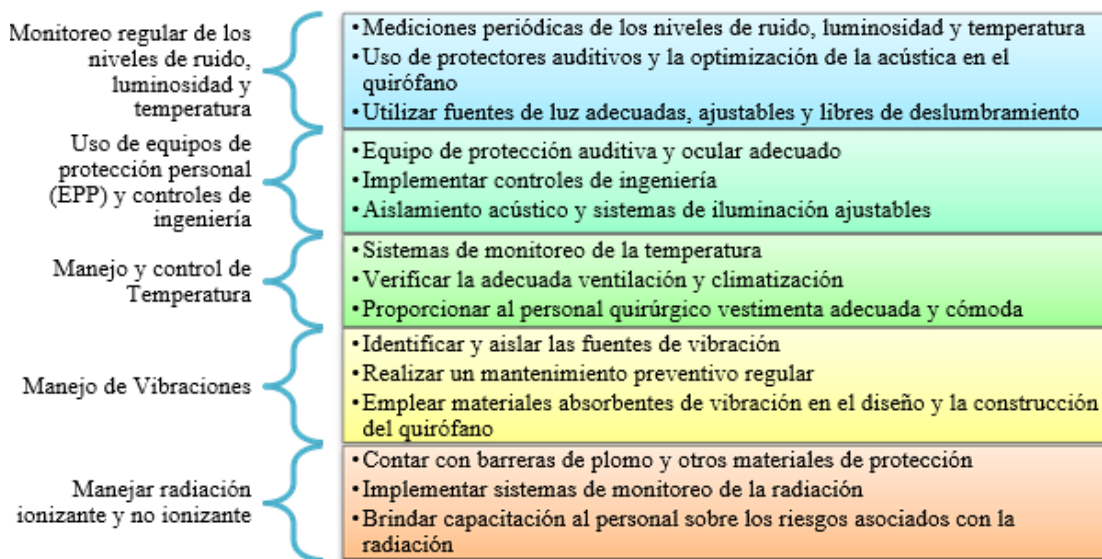 Monitoreo regular de los
niveles de ruido,
luminosidad y
temperatura
• Mediciones periódicas de los niveles de ruido, luminosidad y temperatura
• Uso de protectores auditivos y la optimización de la acústica en el
quirófano
• Utilizar fuentes de luz adecuadas, ajustables y libres de deslumbramiento
Uso de equipos de
protección personal
(EPP) y controles de
ingeniería
• Equipo de protección auditiva y ocular adecuado
• Implementar controles de ingeniería
• Aislamiento acústico y sistemas de iluminación ajustables
Manejo y control de
Temperatura
• Sistemas de monitoreo de la temperatura
• Verificar la adecuada ventilación y climatización
• Proporcionar al personal quirúrgico vestimenta adecuada y cómoda
Manejo de Vibraciones
• Identificar y aislar las fuentes de vibración
• Realizar un mantenimiento preventivo regular
• Emplear materiales absorbentes de vibración en el diseño y la construcción
del quirófano
Manejar radiación
ionizante y no ionizante
• Contar con barreras de plomo y otros materiales de protección
• Implementar sistemas de monitoreo de la radiación
• Brindar capacitación al personal sobre los riesgos asociados con la
radiación